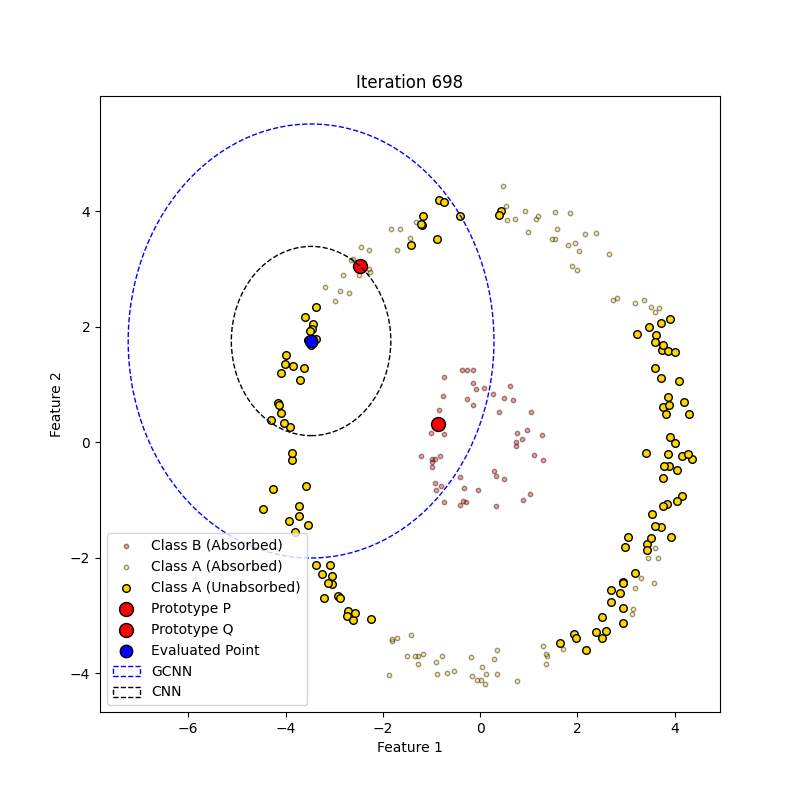 Iteration 698
Feature 2
4
2
0
−2
−4
Class B (Absorbed)
Class A (Absorbed)
Class A (Unabsorbed)
Prototype P
Prototype Q
Evaluated Point
GCNN
CNN
−6 −4 −2 0 2 4
Feature 1